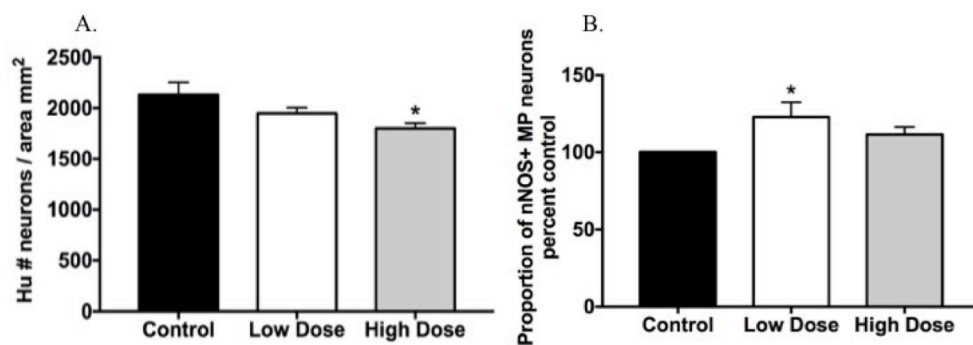 A.
Hu # neurons / area mm²
2500
2000
1500
1000
500
0
*
Control Low Dose High Dose
B.
Proportion of nNOS+ MP neurons
percent control
150
100
50
0
*
Control Low Dose High Dose